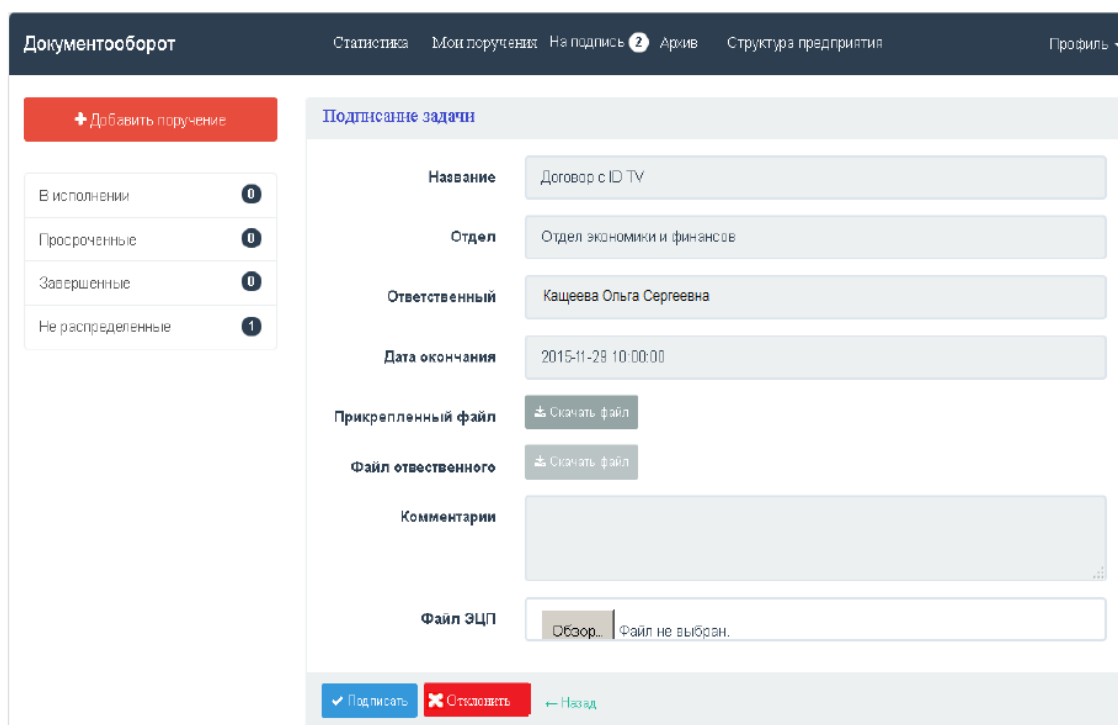 Документооборот Статистика Мои поручения На подпись 2 Архив Структура предприятия Профиль
Добавить поручение
В исполнении 0
Просроченные 0
Завершенные 0
Не распределенные 1
Подписание задачи
Название Договор с ID TV
Отдел Отдел экономики и финансов
Ответственный Кащеева Ольга Сергеевна
Дата окончания 2015-11-29 10:00:00
Прикрепленный файл Скачать файл
Файл отвественного Скачать файл
Комментарии
Файл ЭЦП Обзор... Файл не выбран.
Подписать Отклонить ← Назад